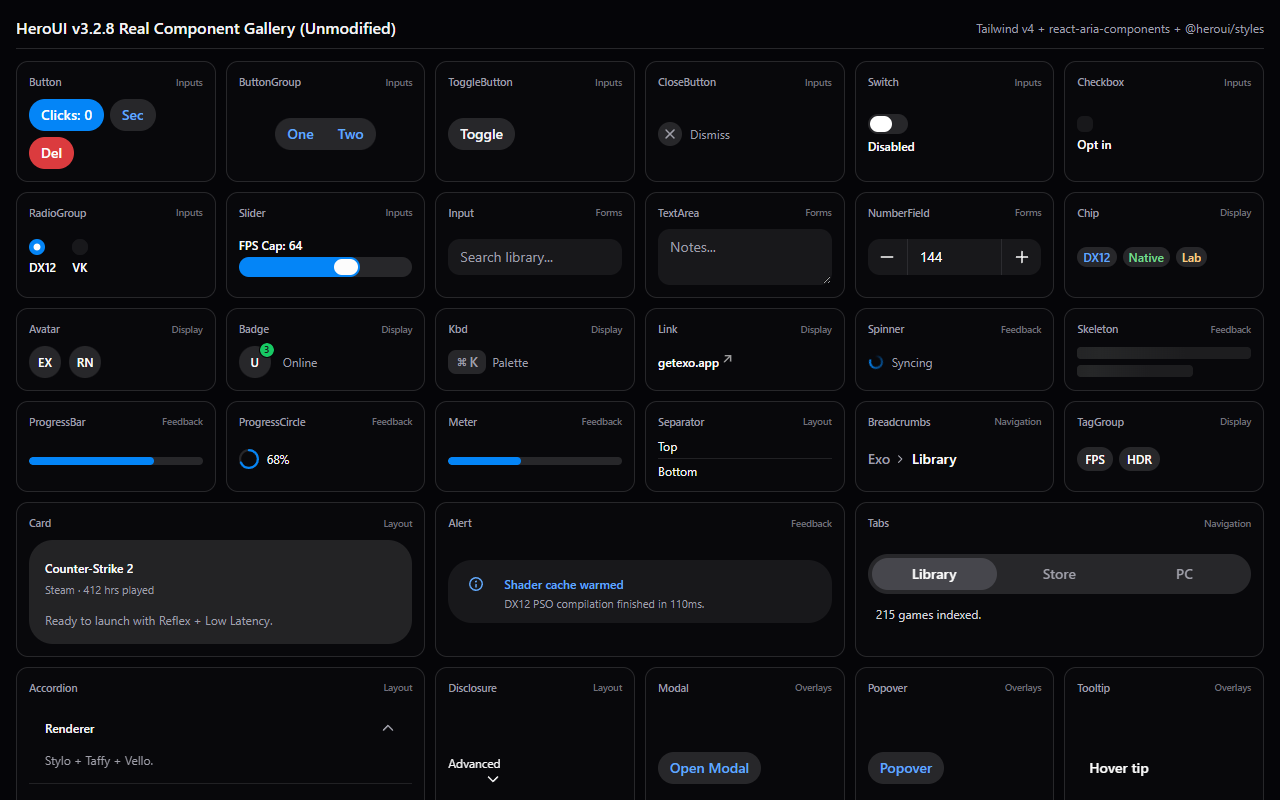 HeroUI v3.2.8 Real Component Gallery (Unmodified)
Tailwind v4 + react-aria-components + @heroui/styles
Button
Inputs
Clicks: 0
Sec
Del
ButtonGroup
Inputs
One
Two
ToggleButton
Inputs
Toggle
CloseButton
Inputs
Dismiss
Switch
Inputs
Disabled
Checkbox
Inputs
Opt in
RadioGroup
Inputs
DX12
VK
Slider
Inputs
FPS Cap: 64
Input
Forms
Search library...
TextArea
Forms
Notes...
NumberField
Forms
144
Chip
Display
DX12
Native
Lab
Avatar
Display
EX
RN
Badge
Display
U
3
Online
Kbd
Display
⌘ K
Palette
Link
Display
getexo.app
Spinner
Feedback
Syncing
Skeleton
Feedback
ProgressBar
Feedback
ProgressCircle
Feedback
68%
Meter
Feedback
Separator
Layout
Top
Bottom
Breadcrumbs
Navigation
Exo
Library
TagGroup
Display
FPS
HDR
Card
Layout
Counter-Strike 2
Steam · 412 hrs played
Ready to launch with Reflex + Low Latency.
Alert
Feedback
Shader cache warmed
DX12 PSO compilation finished in 110ms.
Tabs
Navigation
Library
Store
PC
215 games indexed.
Accordion
Layout
Renderer
Stylo + Taffy + Vello.
Disclosure
Layout
Advanced
Modal
Overlays
Open Modal
Popover
Overlays
Popover
Tooltip
Overlays
Hover tip